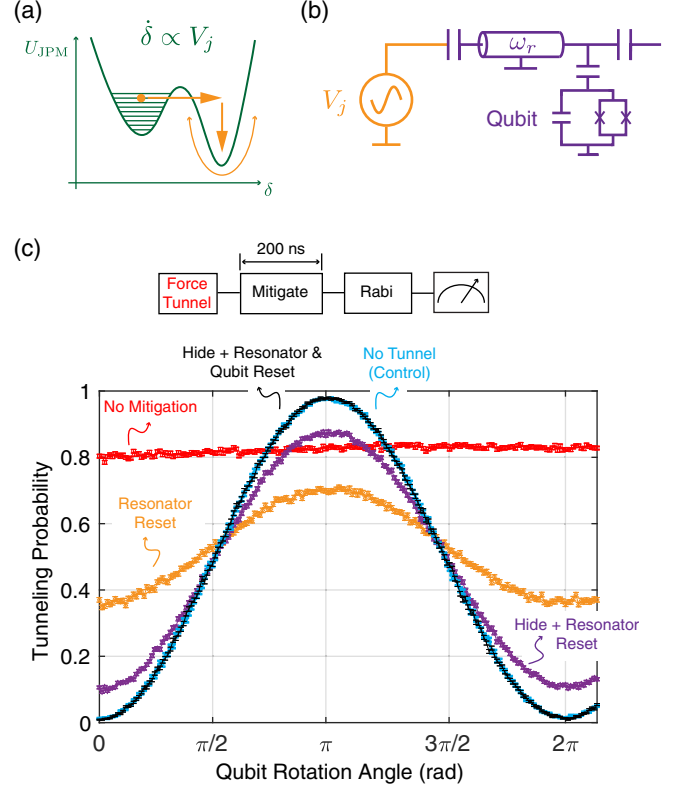 (a)
U_JPM
δ̇ ∝ V_j
δ
(b)
V_j
ω_r
Qubit
(c)
200 ns
Force
Tunnel
Mitigate
Rabi
Hide + Resonator &
Qubit Reset
No Tunnel
(Control)
No Mitigation
Resonator
Reset
Hide + Resonator
Reset
Tunneling Probability
1
0.8
0.6
0.4
0.2
0
0
π/2
π
3π/2
2π
Qubit Rotation Angle (rad)